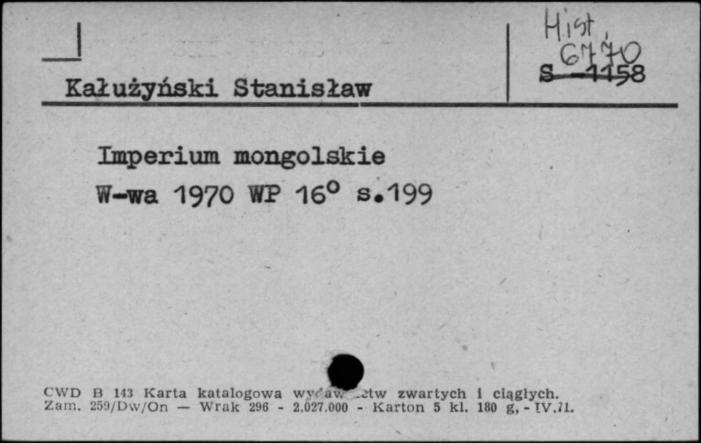 Hist.
6770
S -1158
Kałużyński Stanisław
Imperium mongolskie
W-wa 1970 WP 16° s.199
CWD B 143 Karta katalogowa zwartych i ciągłych.
Zam. 259/Dw/On — Wrak 296 - 2.027.000 - Karton 5 kl. 180 g, - IV.71.